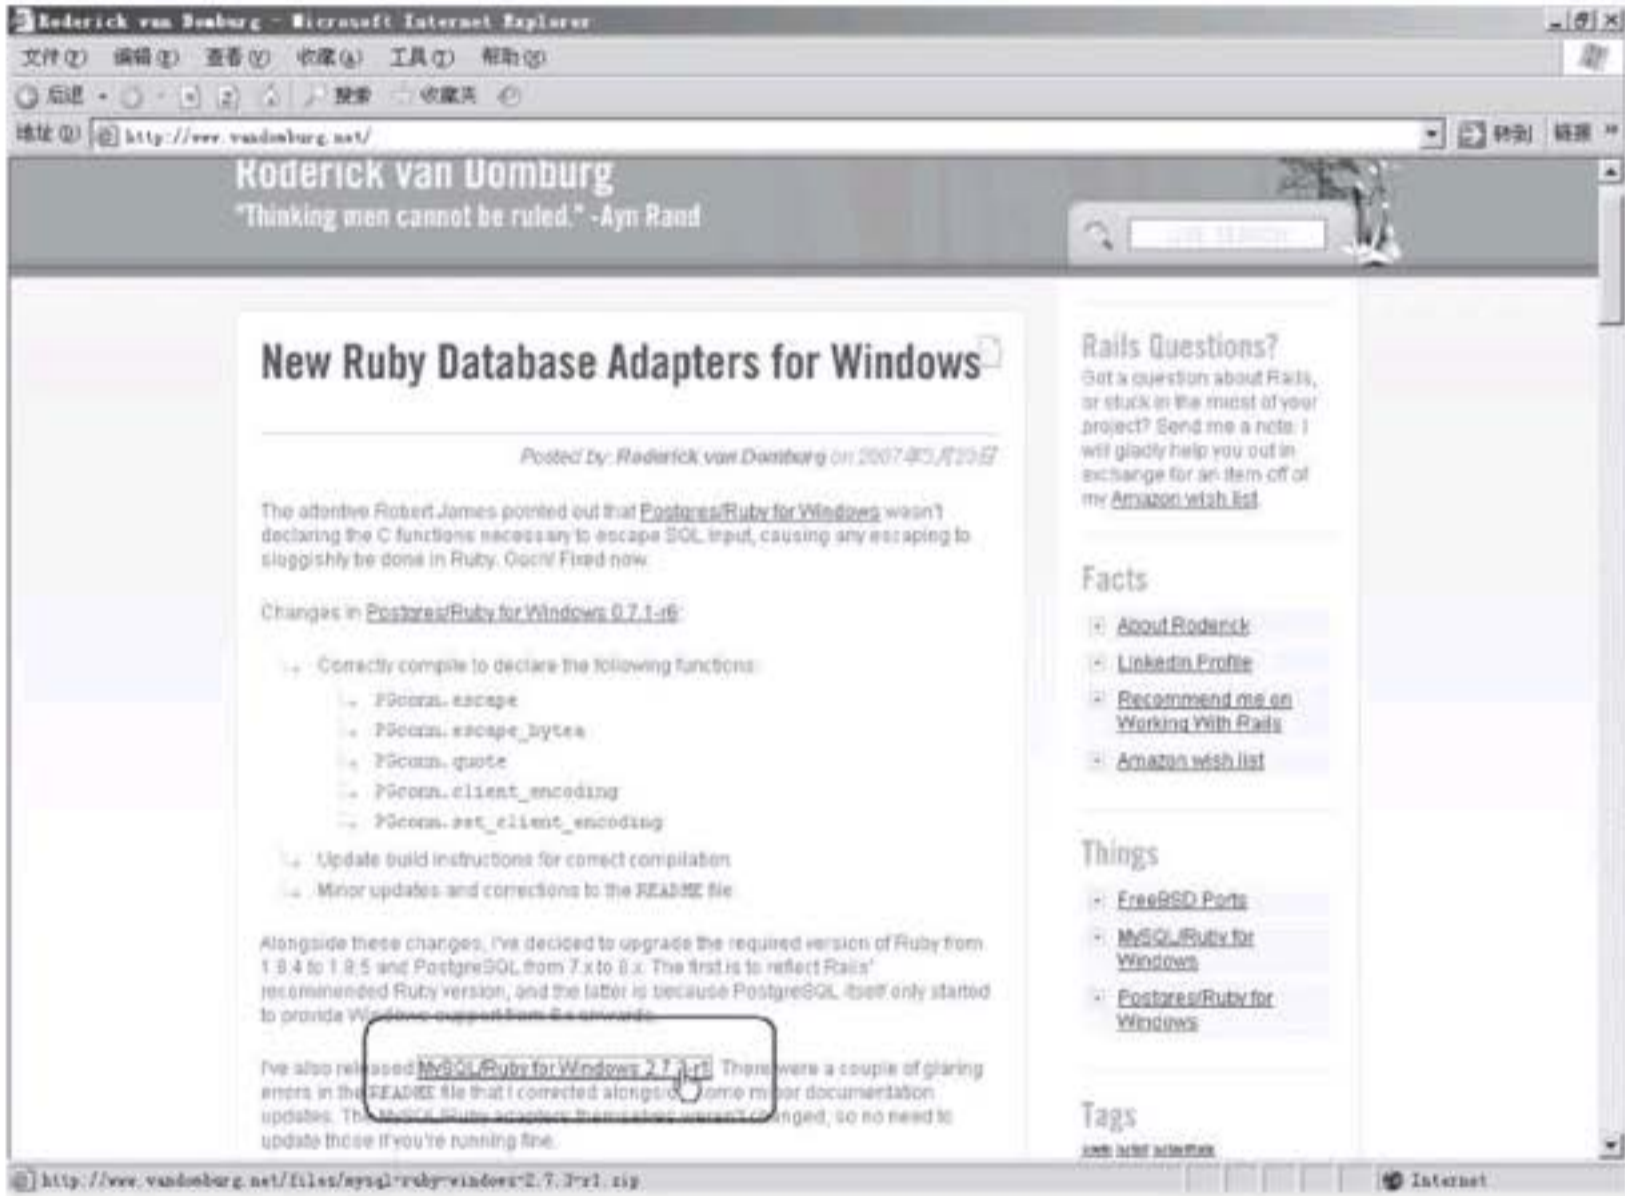 Roderick van Domburg - Microsoft Internet Explorer
文件(F) 编辑(E) 查看(V) 收藏(A) 工具(T) 帮助(H)
后退 搜索 收藏夹
地址(D) http://www.vandomburg.net/ 转到 链接 »
Roderick van Domburg
"Thinking men cannot be ruled." -Ayn Rand
New Ruby Database Adapters for Windows
Posted by: Roderick van Domburg on 2007年
The attentive Robert James pointed out that Postgres/Ruby for Windows wasn't
declaring the C functions necessary to escape SQL input, causing any escaping to
sloggishly be done in Ruby. Fixed now.
Changes in Postgres/Ruby for Windows 0.7.1-r6:
Correctly compile to declare the following functions:
PGconn.escape
PGconn.escape_bytea
PGconn.quote
PGconn.client_encoding
PGconn.set_client_encoding
Update build instructions for correct compilation
Minor updates and corrections to the README file
Alongside these changes, I've decided to upgrade the required version of Ruby from
1.8.4 to 1.8.5 and PostgreSQL from 7.x to 8.x. The first is to reflect Rails'
recommended Ruby version, and the latter is because PostgreSQL itself only started
to provide Windows support from 8.x onwards.
I've also released MySQL/Ruby for Windows 2.7.3-r1. There were a couple of glaring
errors in the README file that I corrected alongside some minor documentation
updates. The MySQL/Ruby adapters themselves weren't changed, so no need to
update those if you're running fine.
Rails Questions?
Got a question about Rails,
or stuck in the midst of your
project? Send me a note. I
will gladly help you out in
exchange for an item off of
my Amazon wish list.
Facts
About Roderick
LinkedIn Profile
Recommend me on
Working With Rails
Amazon wish list
Things
FreeBSD Ports
MySQL/Ruby for
Windows
Postgres/Ruby for
Windows
Tags
http://www.vandomburg.net/files/mysql-ruby-windows-2.7.3-r1.zip
Internet